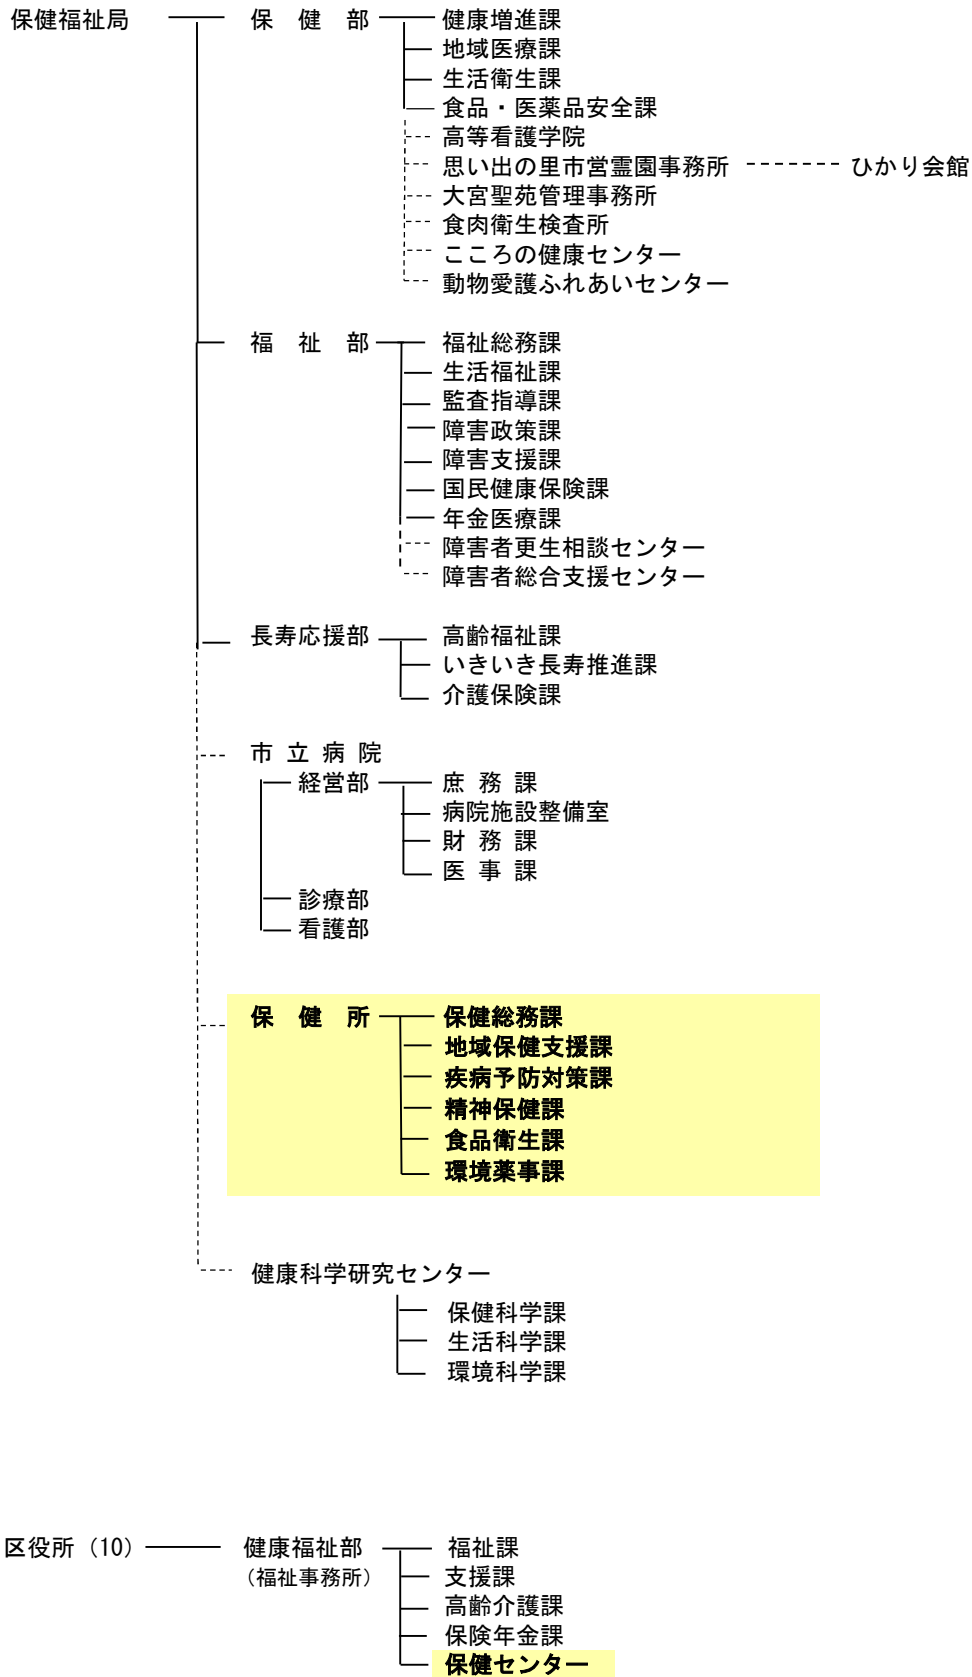 保健福祉局 保 健 部 健康増進課
地域医療課
生活衛生課
食品・医薬品安全課
高等看護学院
思い出の里市営霊園事務所 ひかり会館
大宮聖苑管理事務所
食肉衛生検査所
こころの健康センター
動物愛護ふれあいセンター
福 祉 部 福祉総務課
生活福祉課
監査指導課
障害政策課
障害支援課
国民健康保険課
年金医療課
障害者更生相談センター
障害者総合支援センター
長寿応援部 高齢福祉課
いきいき長寿推進課
介護保険課
市 立 病 院
経営部 庶 務 課
病院施設整備室
財 務 課
医 事 課
診療部
看護部
保 健 所 保健総務課
地域保健支援課
疾病予防対策課
精神保健課
食品衛生課
環境薬事課
健康科学研究センター
保健科学課
生活科学課
環境科学課
区役所（10） 健康福祉部 福祉課
（福祉事務所） 支援課
高齢介護課
保険年金課
保健センター